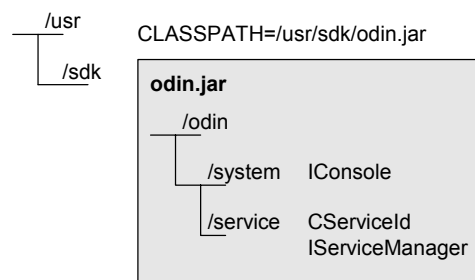 /usr
CLASSPATH=/usr/sdk/odin.jar
/sdk
odin.jar
/odin
/system IConsole
/service CServiceId
IServiceManager